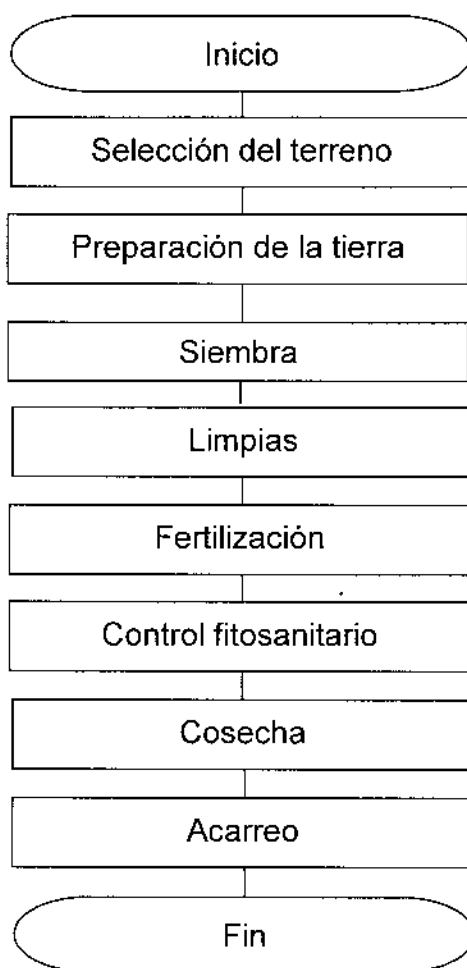 Inicio
Selección del terreno
Preparación de la tierra
Siembra
Limpias
Fertilización
Control fitosanitario
Cosecha
Acarreo
Fin